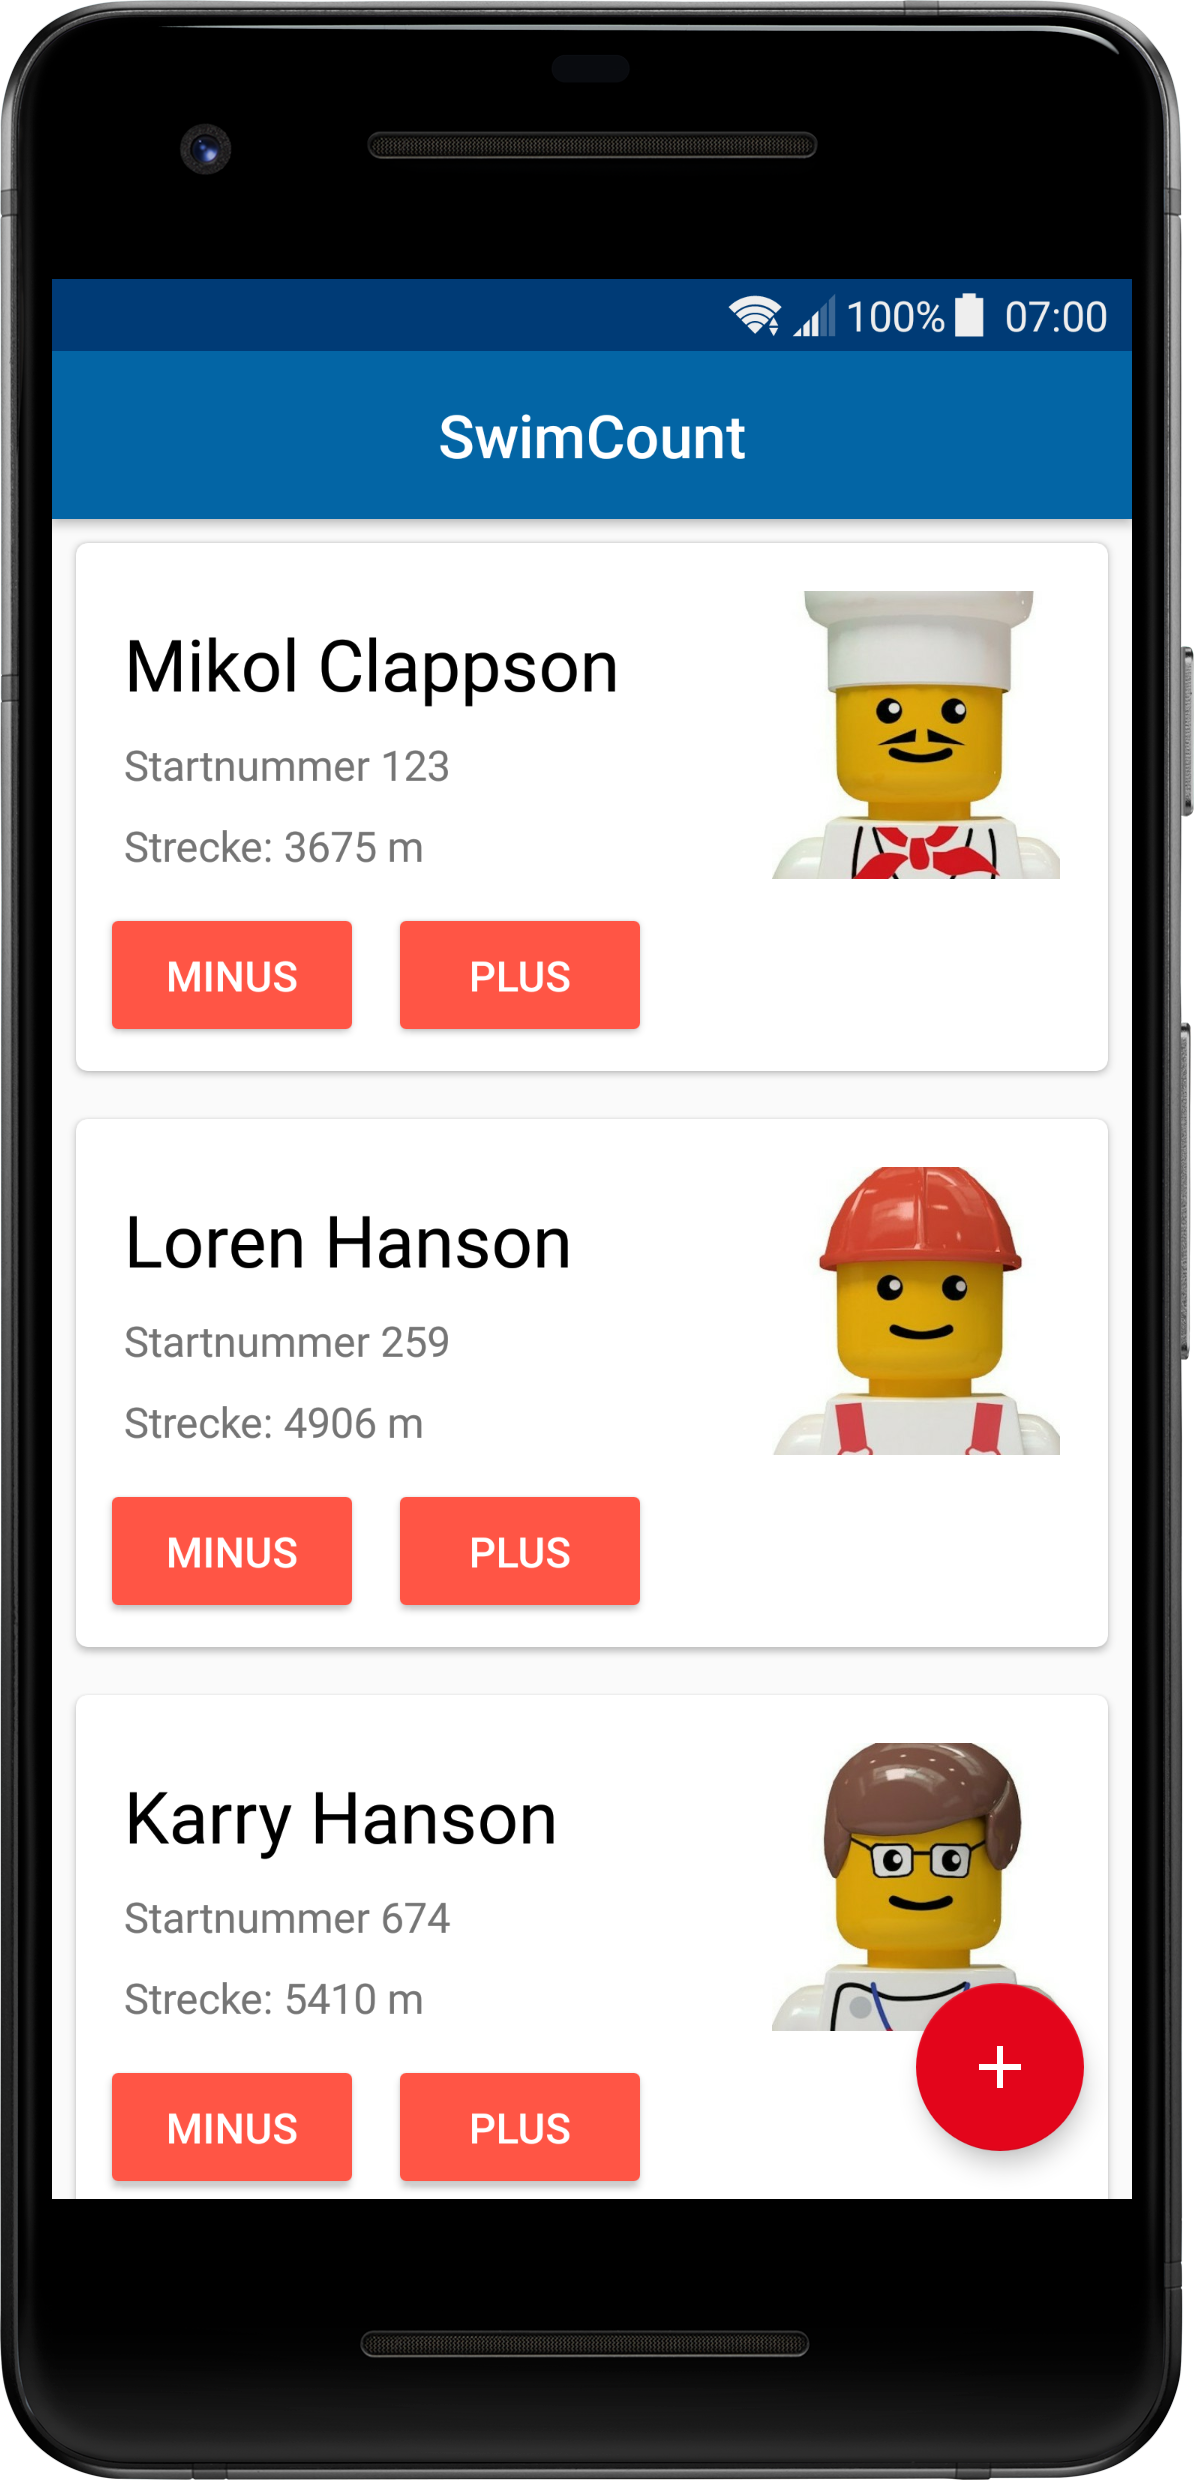 100% 07:00
SwimCount
Mikol Clappson
Startnummer 123
Strecke: 3675 m
MINUS PLUS
Loren Hanson
Startnummer 259
Strecke: 4906 m
MINUS PLUS
Karry Hanson
Startnummer 674
Strecke: 5410 m
MINUS PLUS